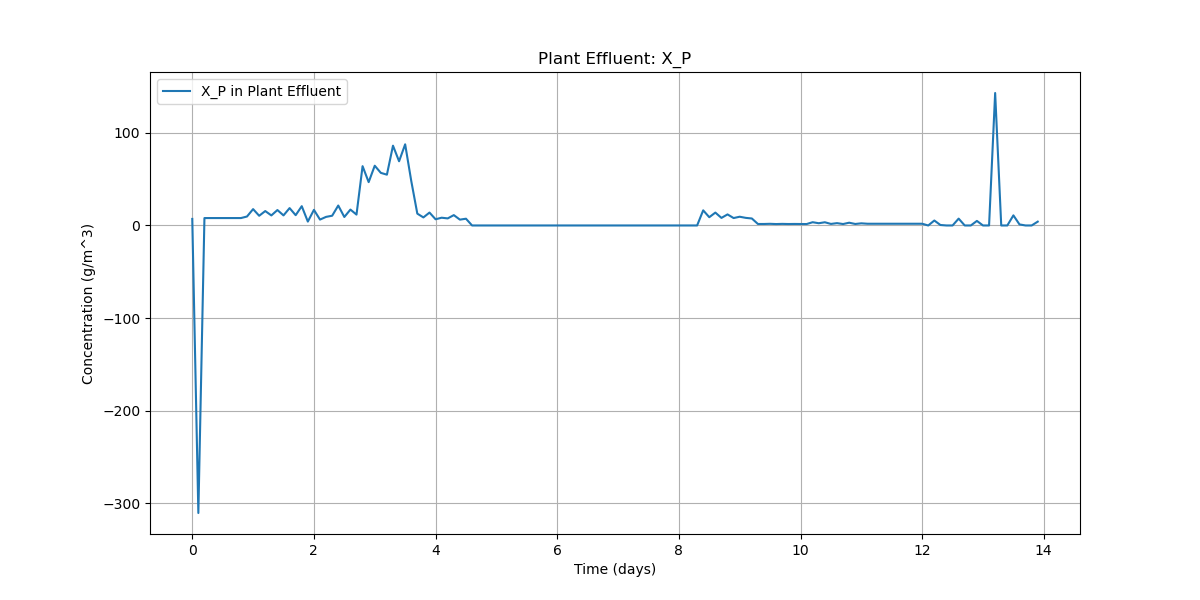 Plant Effluent: X_P
X_P in Plant Effluent
Concentration (g/m^3)
100
0
−100
−200
−300
0 2 4 6 8 10 12 14
Time (days)